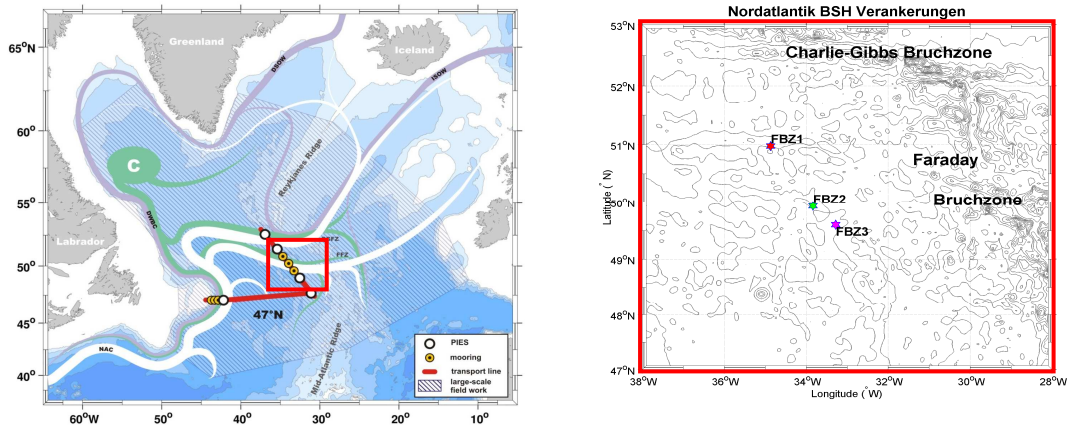 65°N
60°N
55°N
50°N
45°N
40°N
60°W
50°W
40°W
30°W
20°W
10°W
Greenland
Iceland
Labrador
DSOW
ISOW
Reykjanes Ridge
C
DWBC
FFZ
47°N
NAC
Mid-Atlantic Ridge
PIES
mooring
transport line
large-scale
field work
Nordatlantik BSH Verankerungen
53°N
52°N
51°N
50°N
49°N
48°N
47°N
Latitude (°N)
Charlie-Gibbs Bruchzone
FBZ1
Faraday
Bruchzone
FBZ2
FBZ3
38°W
36°W
34°W
32°W
30°W
28°W
Longitude (°W)